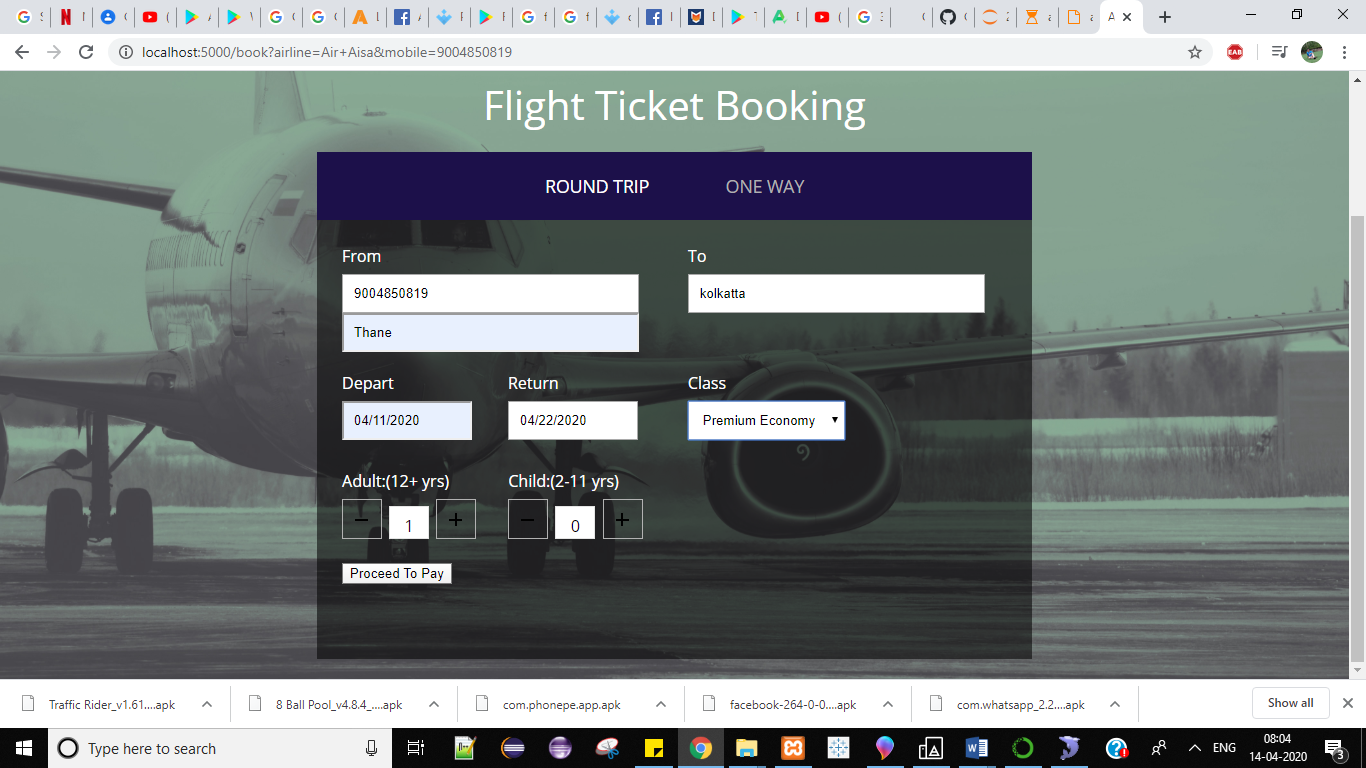 localhost:5000/book?airline=Air+Aisa&mobile=9004850819
EAB
Flight Ticket Booking
ROUND TRIP ONE WAY
From To
9004850819 kolkatta
Thane
Depart Return Class
04/11/2020 04/22/2020 Premium Economy
Adult:(12+ yrs) Child:(2-11 yrs)
− 1 + − 0 +
Proceed To Pay
Traffic Rider_v1.61....apk 8 Ball Pool_v4.8.4_....apk com.phonepe.app.apk facebook-264-0-0....apk com.whatsapp_2.2....apk Show all
Type here to search ENG 08:04
14-04-2020 3